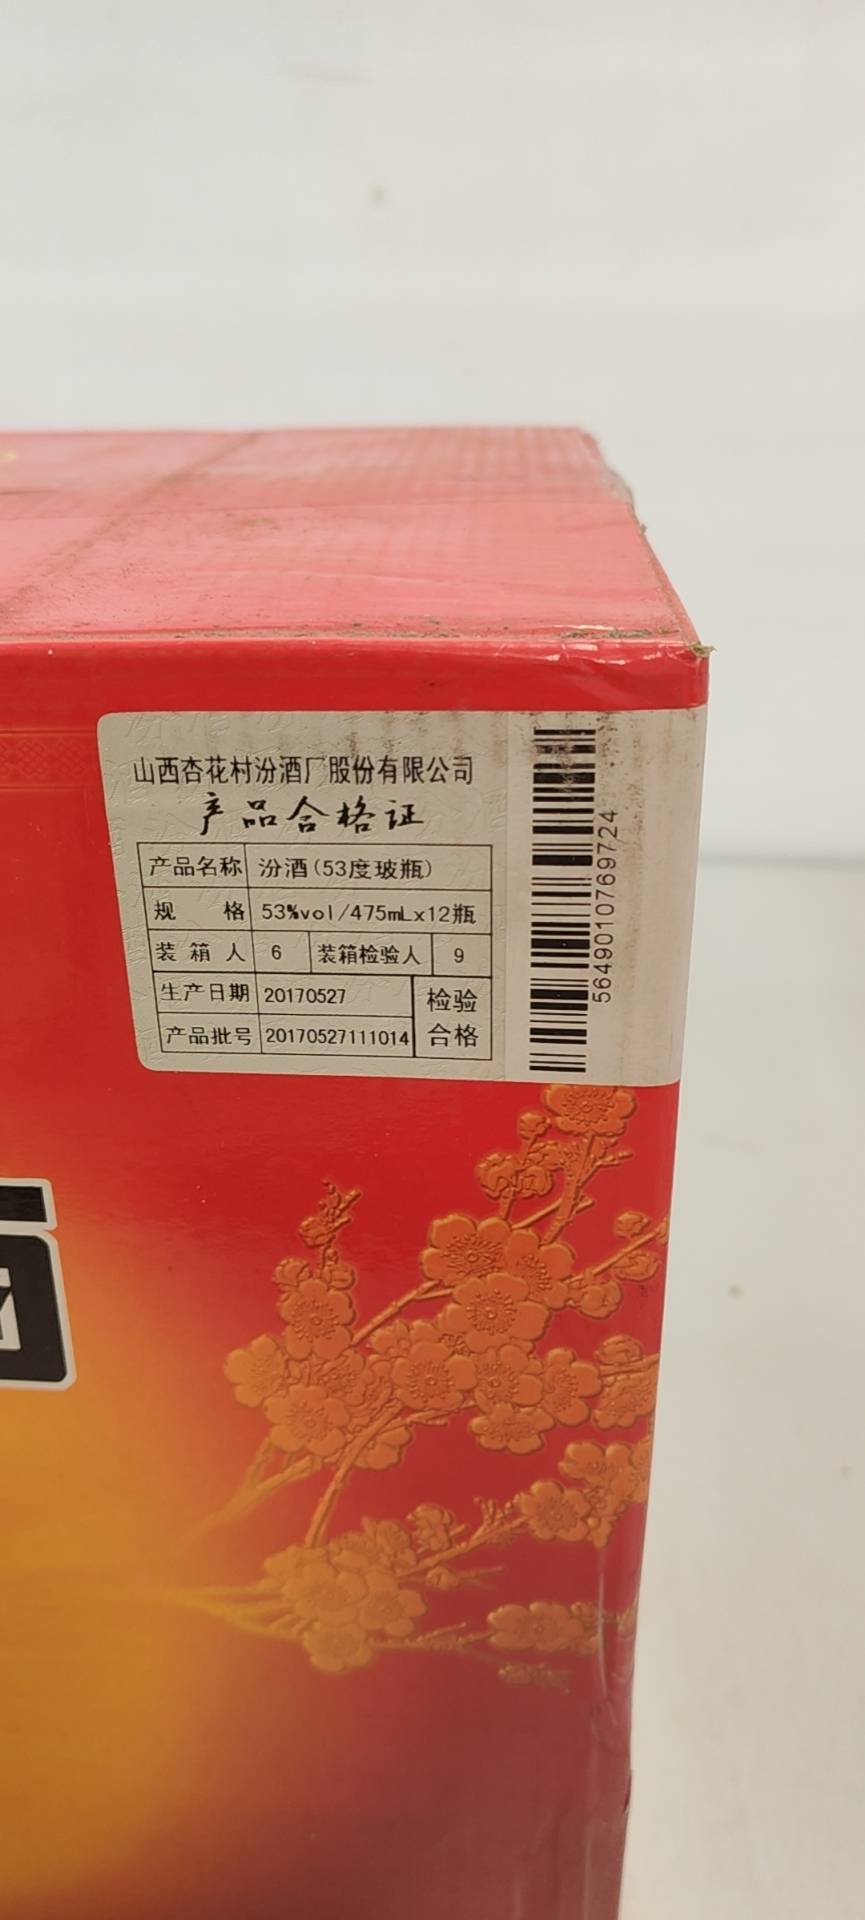 山西杏花村汾酒厂股份有限公司
产品合格证
产品名称 汾酒(53度玻瓶)
规 格 53%vol/475mLx12瓶
装箱人 6 装箱检验人 9
生产日期 20170527 检验
产品批号 20170527111014 合格
5649010769724
酒